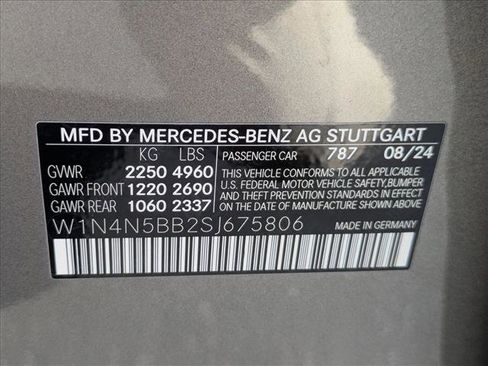 MFD BY MERCEDES-BENZ AG STUTTGART
KG LBS
GVWR 2250 4960
GAWR FRONT 1220 2690
GAWR REAR 1060 2337
PASSENGER CAR 787 08/24
THIS VEHICLE CONFORMS TO ALL APPLICABLE
U.S. FEDERAL MOTOR VEHICLE SAFETY,BUMPER
AND THEFT PREVENTION STANDARDS IN EFFECT
ON THE DATE OF MANUFACTURE SHOWN ABOVE.
W1N4N5BB2SJ675806
MADE IN GERMANY